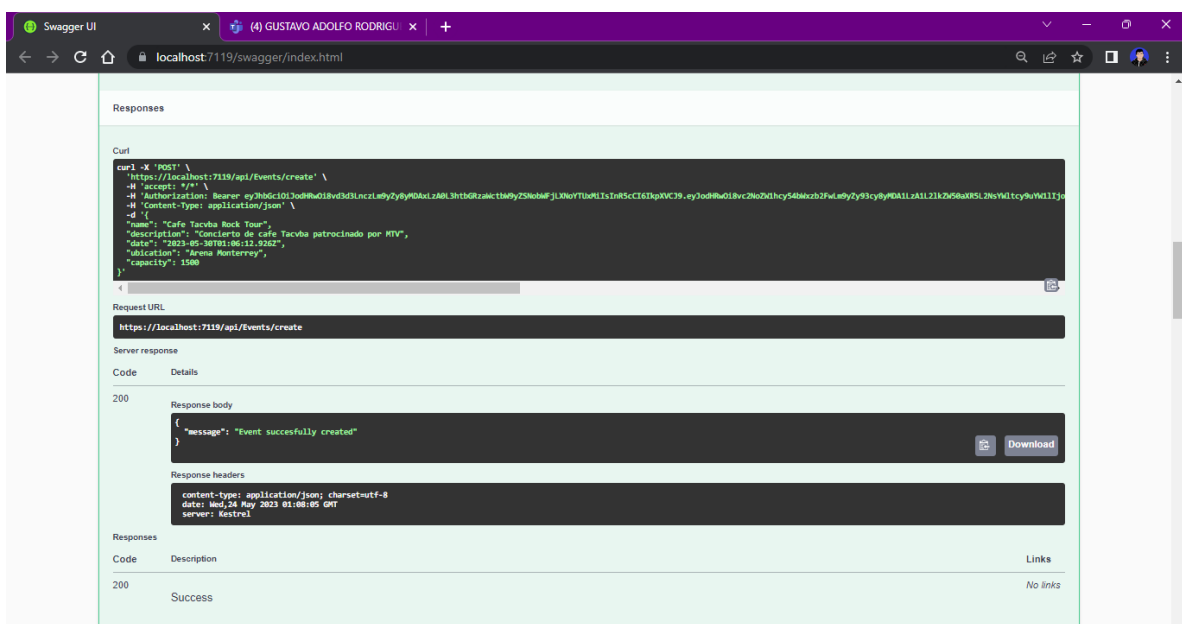 Swagger UI
(4) GUSTAVO ADOLFO RODRIGU
localhost:7119/swagger/index.html
Responses
Curl
curl -X 'POST' \
'https://localhost:7119/api/Events/create' \
-H 'accept: */*' \
-H 'Authorization: Bearer
-H 'Content-Type: application/json' \
-d '{
"name": "Cafe Tacvba Rock Tour",
"description": "Concierto de cafe Tacvba patrocinado por MTV",
"date": "2023-05-30T01:06:12.926Z",
"ubication": "Arena Monterrey",
"capacity": 1500
}'
Request URL
https://localhost:7119/api/Events/create
Server response
Code Details
200
Response body
{
"message": "Event succesfully created"
}
Download
Response headers
content-type: application/json; charset=utf-8
date: Wed,24 May 2023 01:08:05 GMT
server: Kestrel
Responses
Code Description Links
200 Success No links